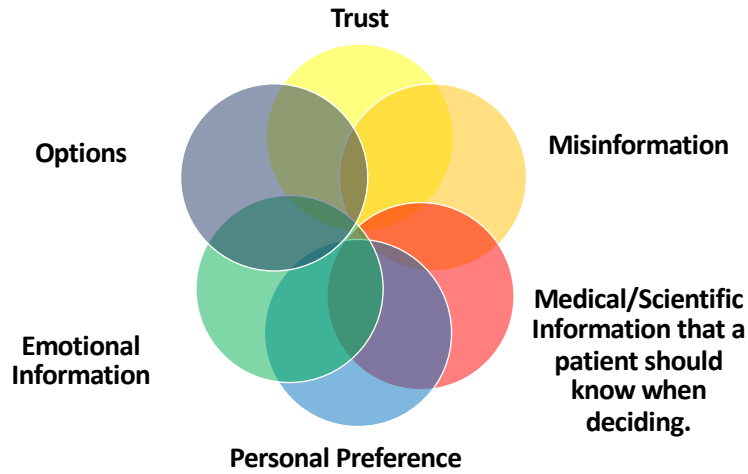 Trust
Options
Misinformation
Medical/Scientific
Information that a
patient should
know when
deciding.
Emotional
Information
Personal Preference